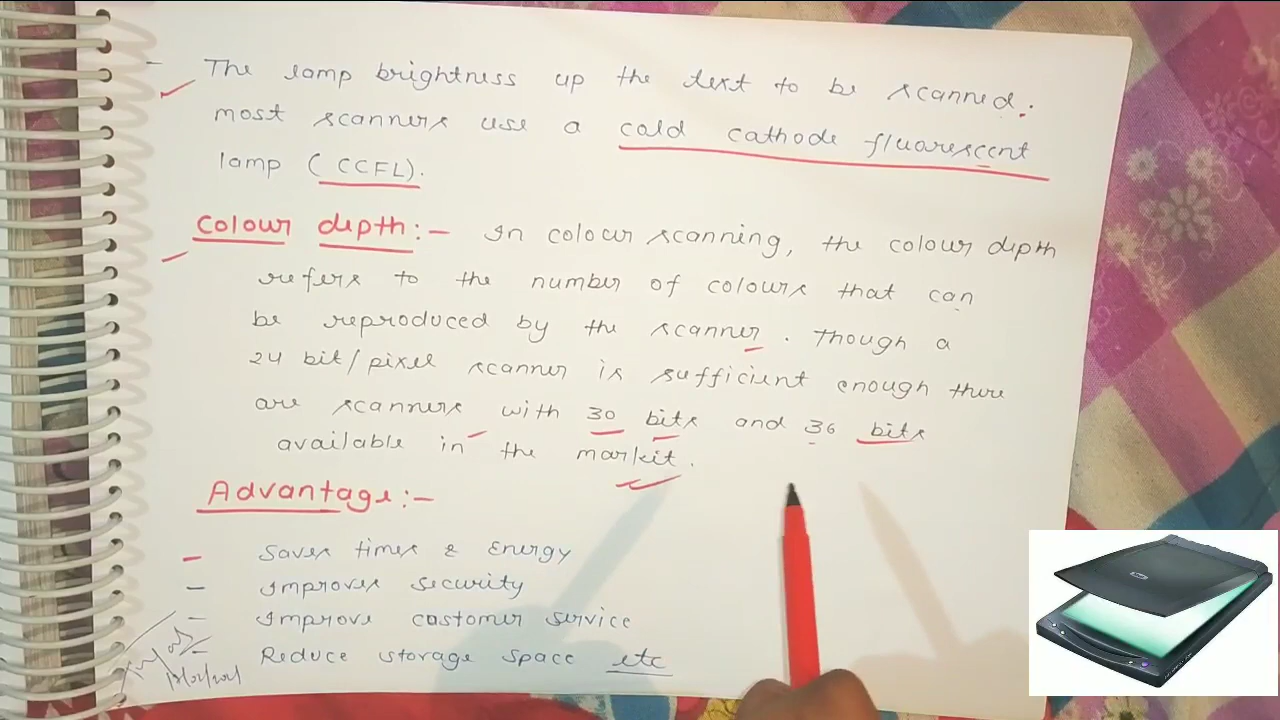 - The lamp brightness up the text to be scanned.
most scanners use a cold cathode fluorescent
lamp (CCFL).
Colour depth:- In colour scanning, the colour depth
refers to the number of colours that can
be reproduced by the scanner. Though a
24 bit/pixel scanner is sufficient enough there
are scanners with 30 bits and 36 bits
available in the market.
Advantage:-
- Saves times & Energy
- Improves security
- Improve customer service
- Reduce storage space etc